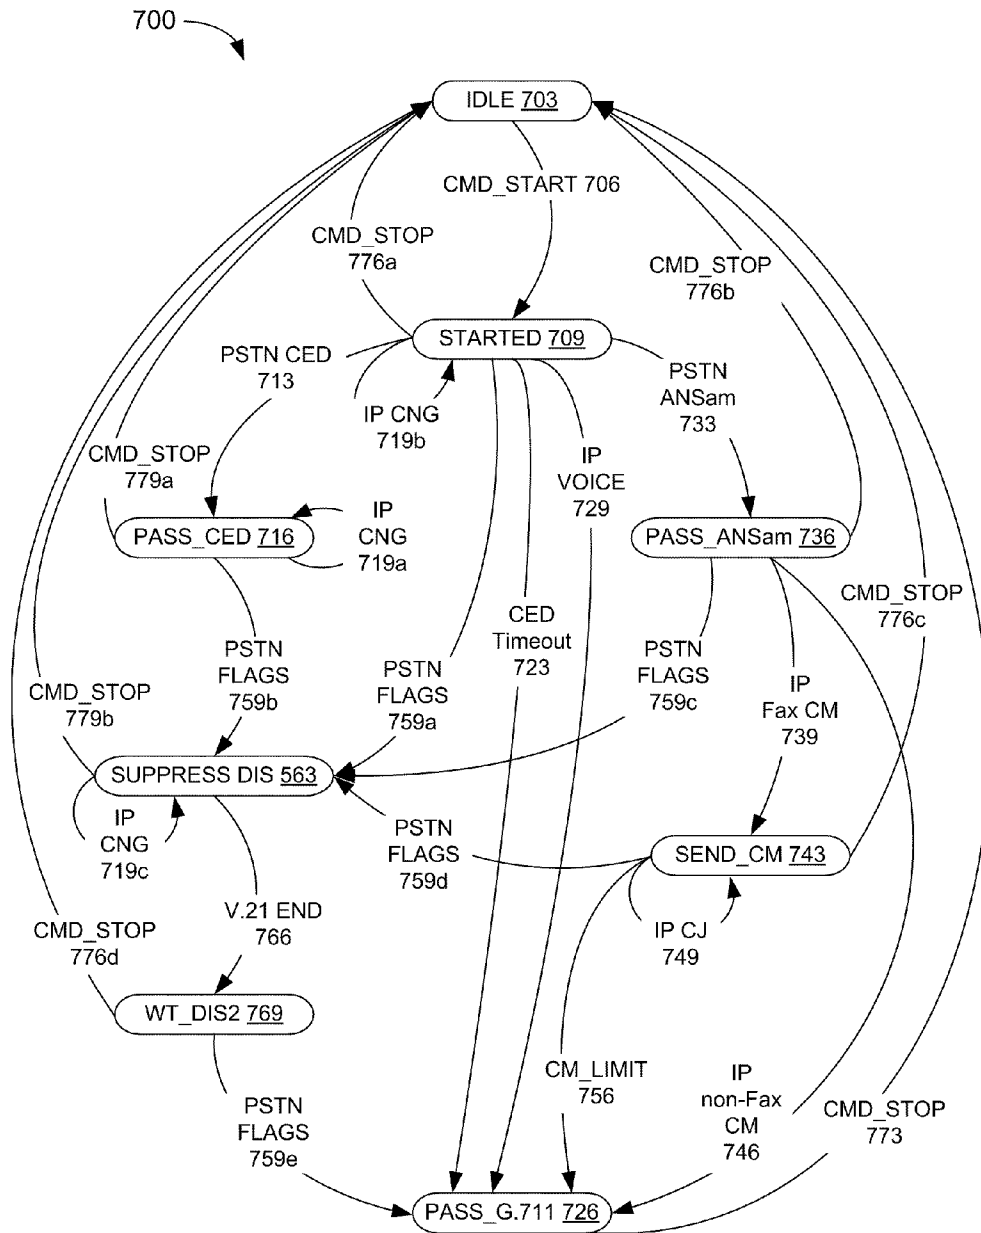 700
IDLE 703
CMD_START 706
CMD_STOP
776a
CMD_STOP
776b
STARTED 709
PSTN CED
713
IP CNG
719b
PSTN
ANSam
733
IP
VOICE
729
CMD_STOP
779a
PASS_CED 716
IP
CNG
719a
PASS_ANSam 736
CMD_STOP
776c
CED
Timeout
723
PSTN
FLAGS
759b
PSTN
FLAGS
759a
PSTN
FLAGS
759c
IP
Fax CM
739
CMD_STOP
779b
SUPPRESS DIS 563
IP
CNG
719c
PSTN
FLAGS
759d
SEND_CM 743
IP CJ
749
V.21 END
766
CMD_STOP
776d
WT_DIS2 769
CM_LIMIT
756
IP
non-Fax
CM
746
CMD_STOP
773
PSTN
FLAGS
759e
PASS_G.711 726